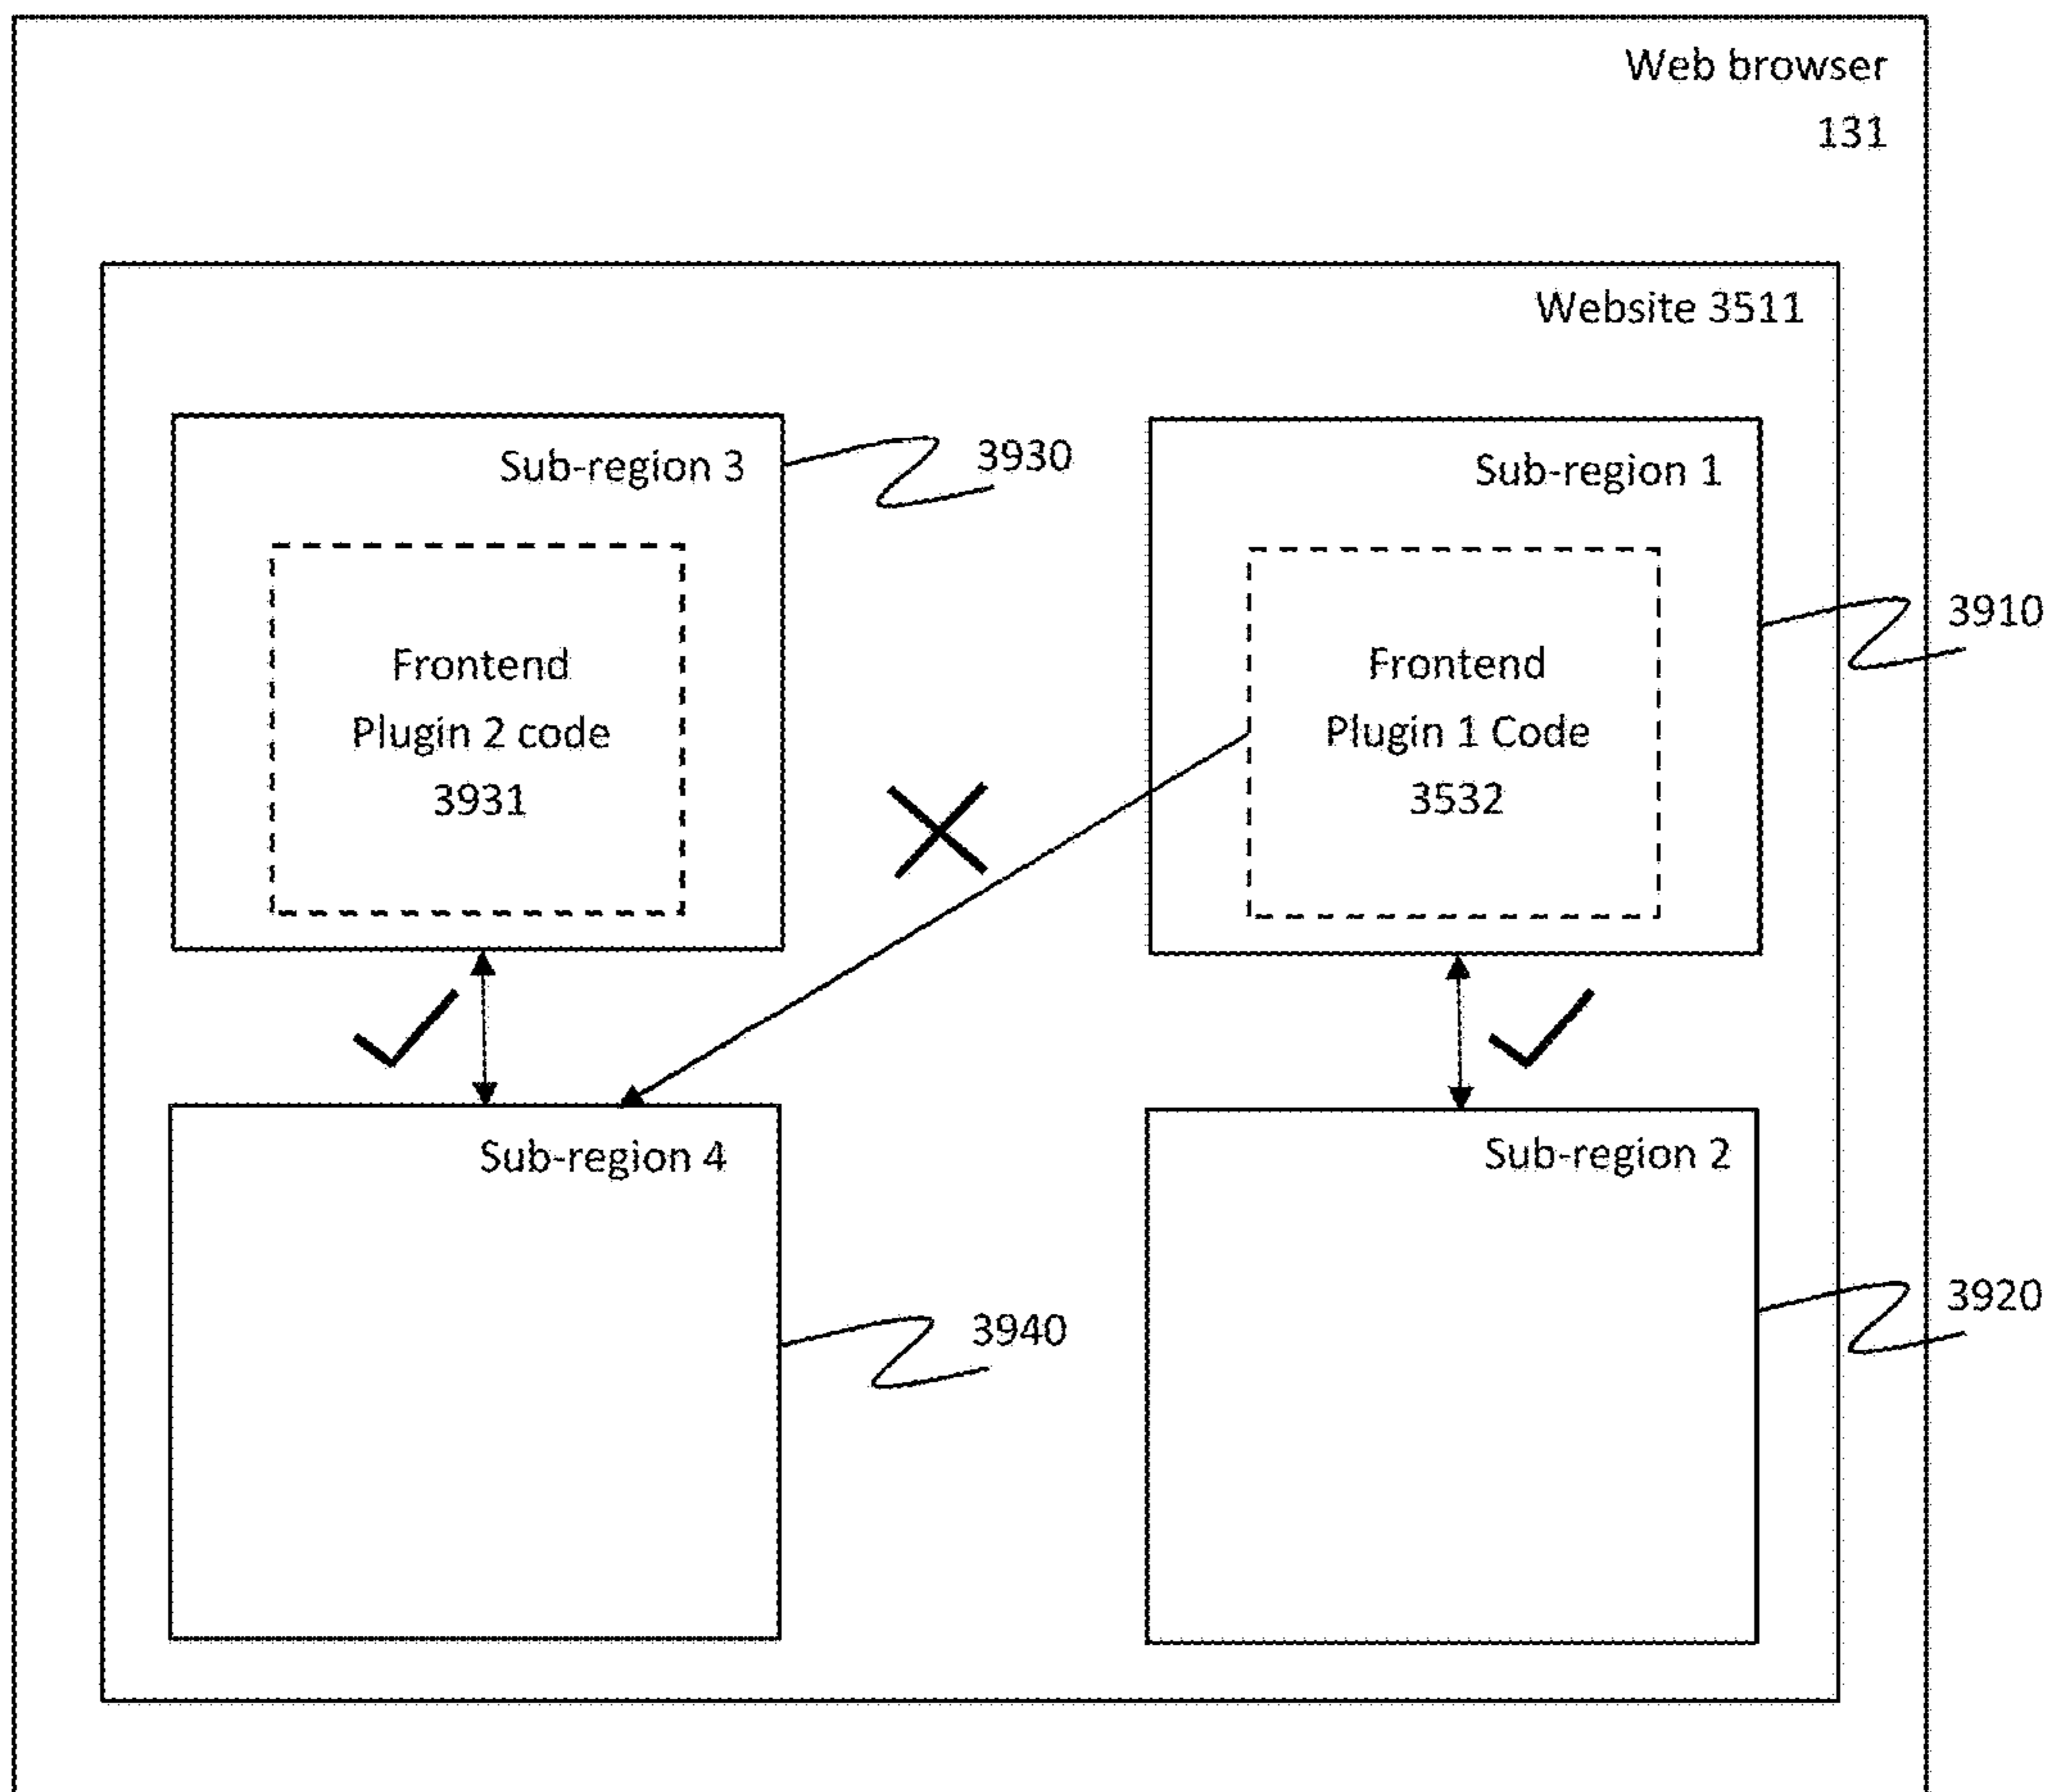 Web browser
131
Website 3511
Sub-region 3
3930
Sub-region 1
3910
Frontend
Plugin 2 code
3931
Frontend
Plugin 1 Code
3532
Sub-region 4
3940
Sub-region 2
3920